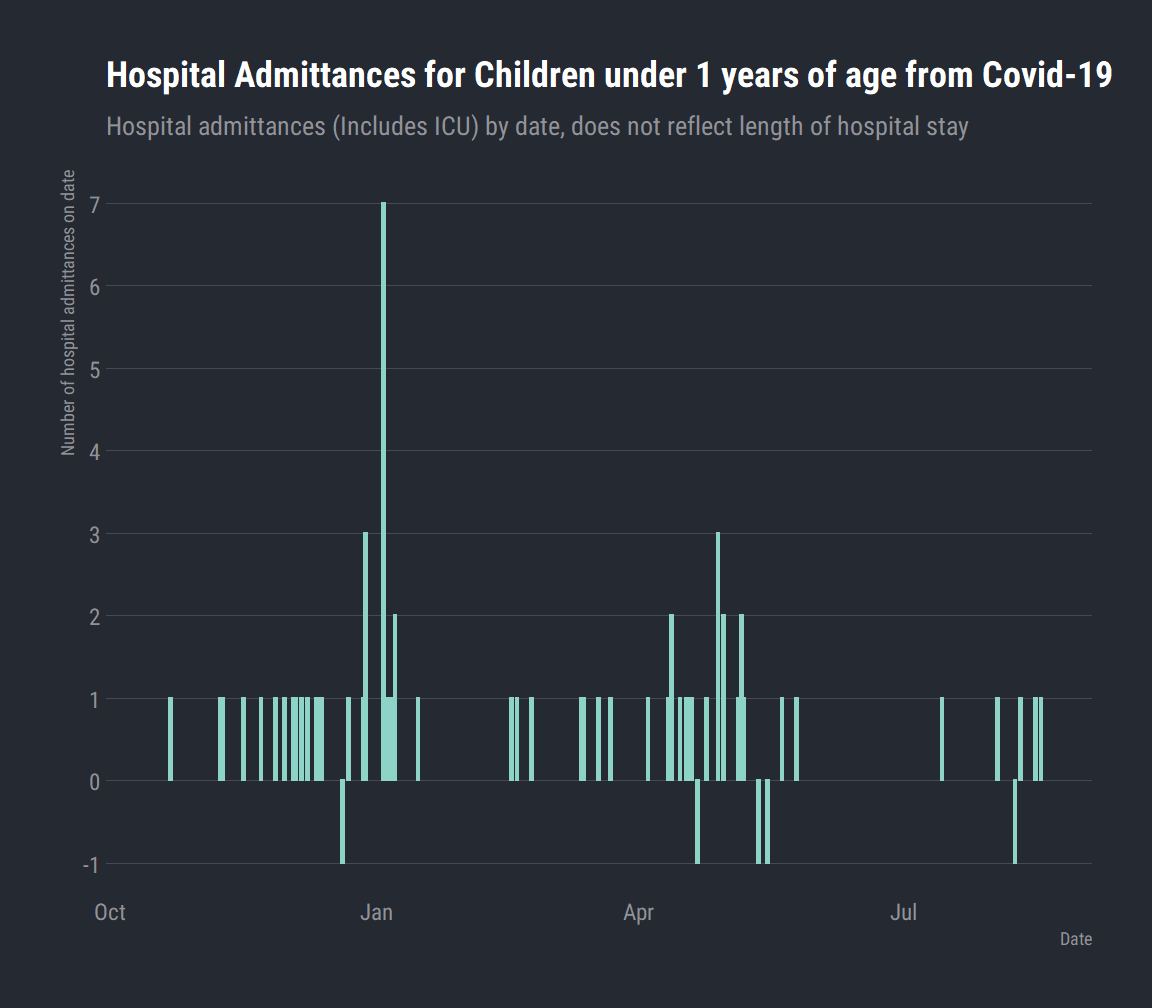 Hospital Admittances for Children under 1 years of age from Covid-19
Hospital admittances (Includes ICU) by date, does not reflect length of hospital stay
Number of hospital admittances on date
7
6
5
4
3
2
1
0
-1
Oct
Jan
Apr
Jul
Date